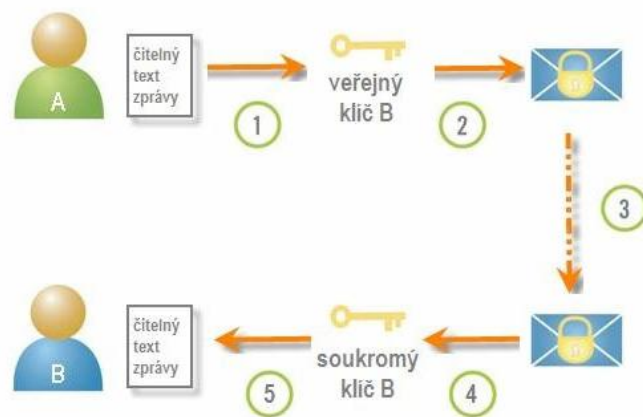 čitelný
text
zprávy
A
1
veřejný
klíč B
2
3
čitelný
text
zprávy
B
5
soukromý
klíč B
4